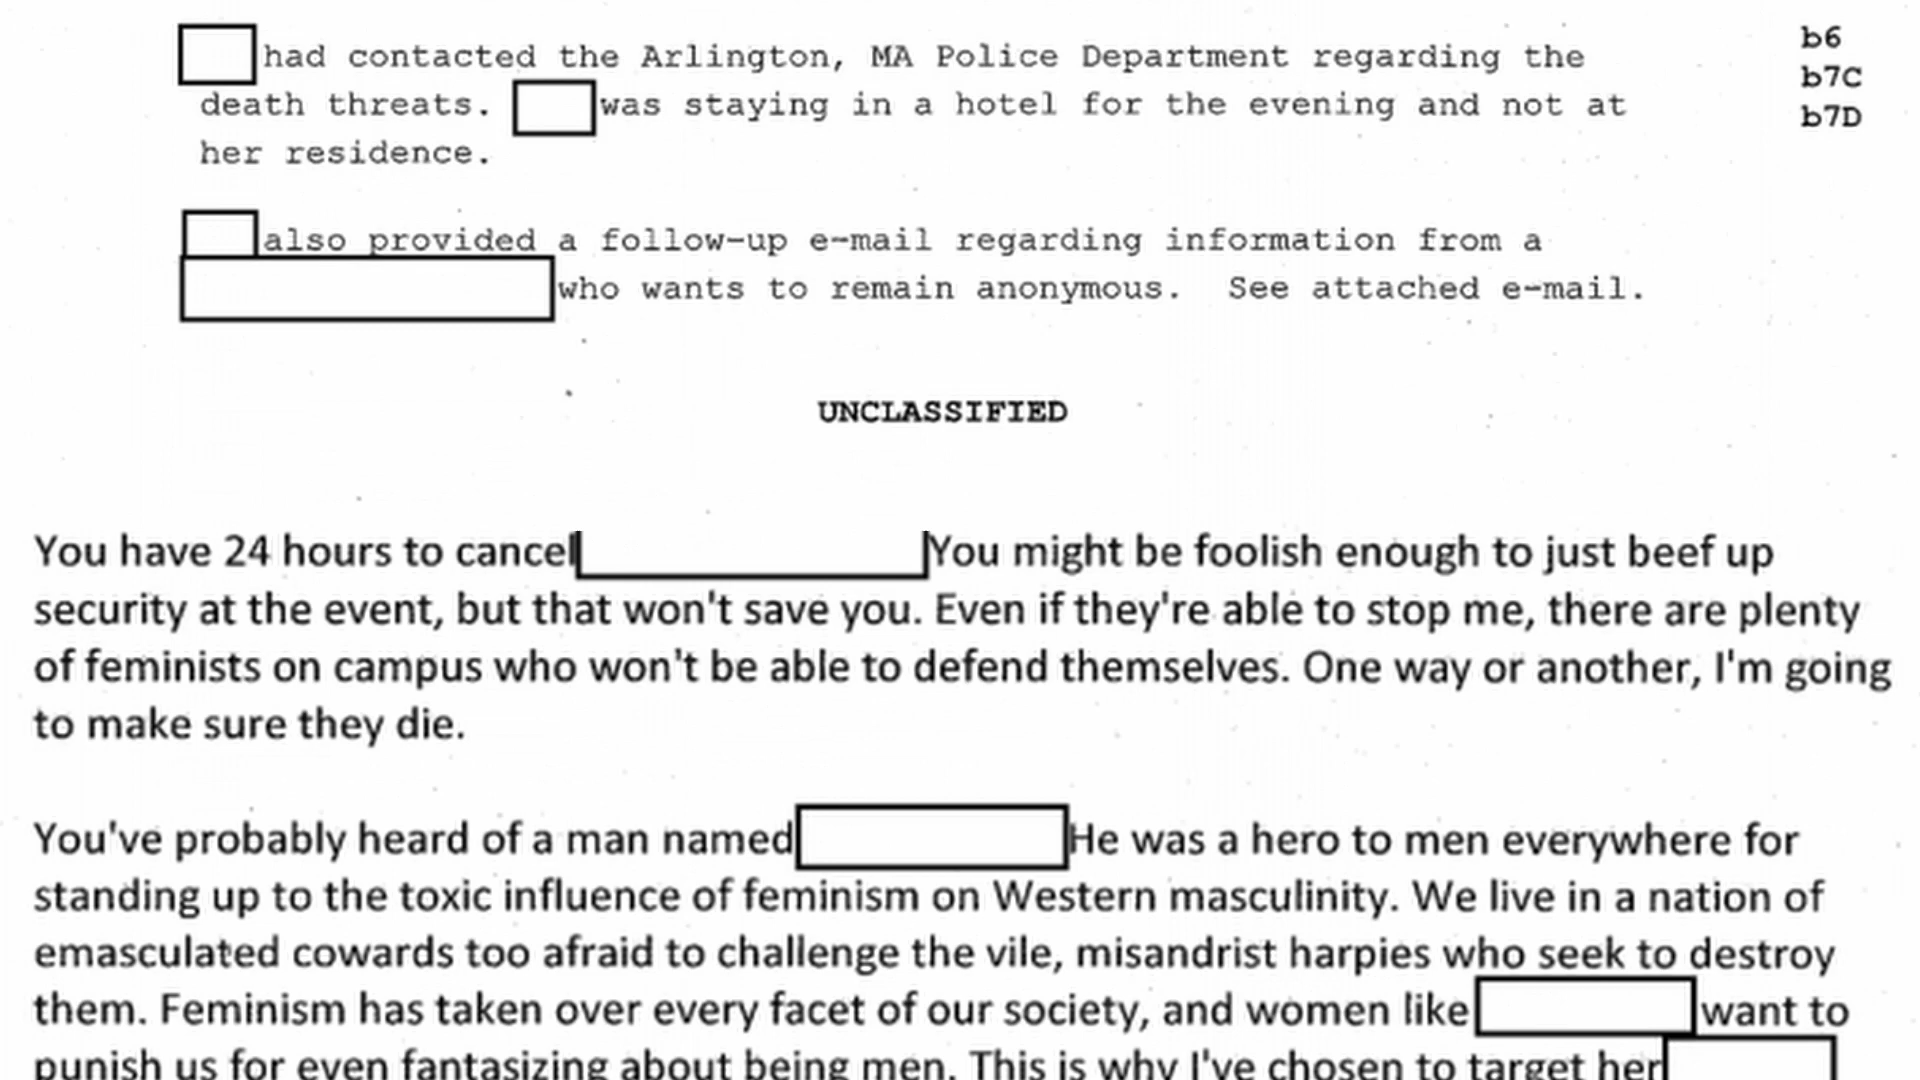 had contacted the Arlington, MA Police Department regarding the
death threats. was staying in a hotel for the evening and not at
her residence.
b6
b7C
b7D
also provided a follow-up e-mail regarding information from a
who wants to remain anonymous. See attached e-mail.
UNCLASSIFIED
You have 24 hours to cancel You might be foolish enough to just beef up
security at the event, but that won't save you. Even if they're able to stop me, there are plenty
of feminists on campus who won't be able to defend themselves. One way or another, I'm going
to make sure they die.
You've probably heard of a man named He was a hero to men everywhere for
standing up to the toxic influence of feminism on Western masculinity. We live in a nation of
emasculated cowards too afraid to challenge the vile, misandrist harpies who seek to destroy
them. Feminism has taken over every facet of our society, and women like want to
punish us for even fantasizing about being men. This is why I've chosen to target her